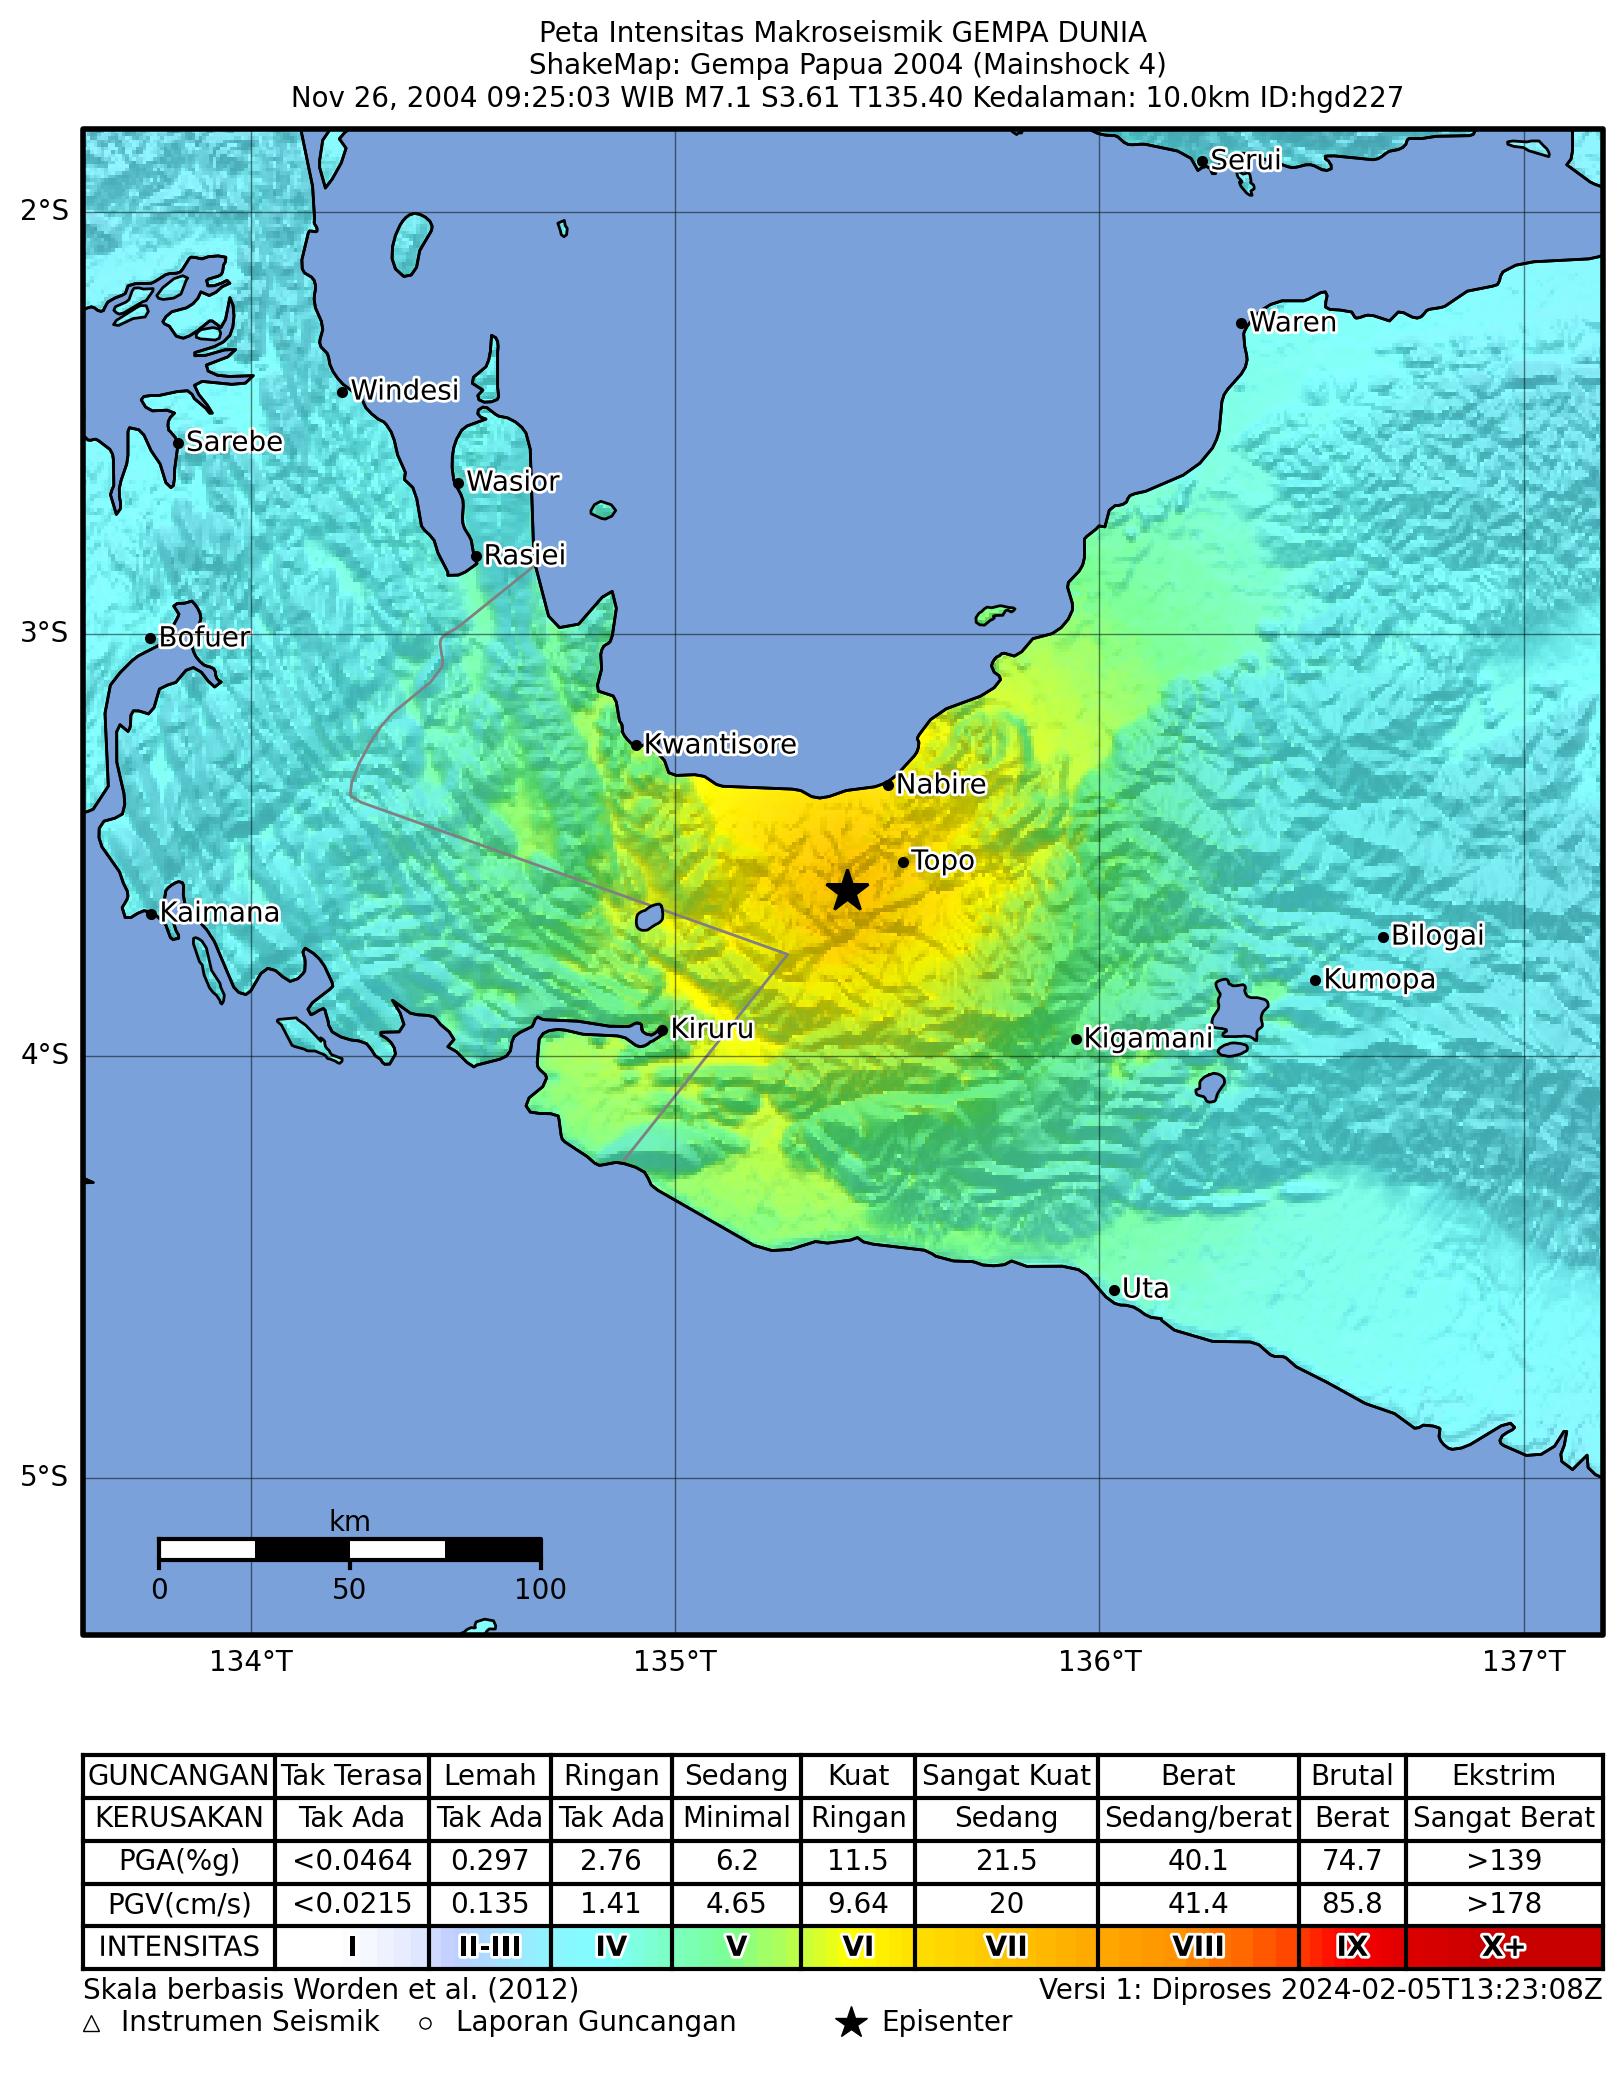 Peta Intensitas Makroseismik GEMPA DUNIA
ShakeMap: Gempa Papua 2004 (Mainshock 4)
Nov 26, 2004 09:25:03 WIB M7.1 S3.61 T135.40 Kedalaman: 10.0km ID:hgd227
Serui
2°S
Waren
Windesi
Sarebe
Wasior
Rasiei
3°S
Bofuer
Kwantisore
Nabire
Topo
Kaimana
Bilogai
Kumopa
Kiruru
Kigamani
4°S
Uta
5°S
km
0 50 100
134°T 135°T 136°T 137°T
GUNCANGAN Tak Terasa Lemah Ringan Sedang Kuat Sangat Kuat Berat Brutal Ekstrim
KERUSAKAN Tak Ada Tak Ada Tak Ada Minimal Ringan Sedang Sedang/berat Berat Sangat Berat
PGA(%g) <0.0464 0.297 2.76 6.2 11.5 21.5 40.1 74.7 >139
PGV(cm/s) <0.0215 0.135 1.41 4.65 9.64 20 41.4 85.8 >178
INTENSITAS I II-III IV V VI VII VIII IX X+
Skala berbasis Worden et al. (2012) Versi 1: Diproses 2024-02-05T13:23:08Z
Instrumen Seismik Laporan Guncangan Episenter